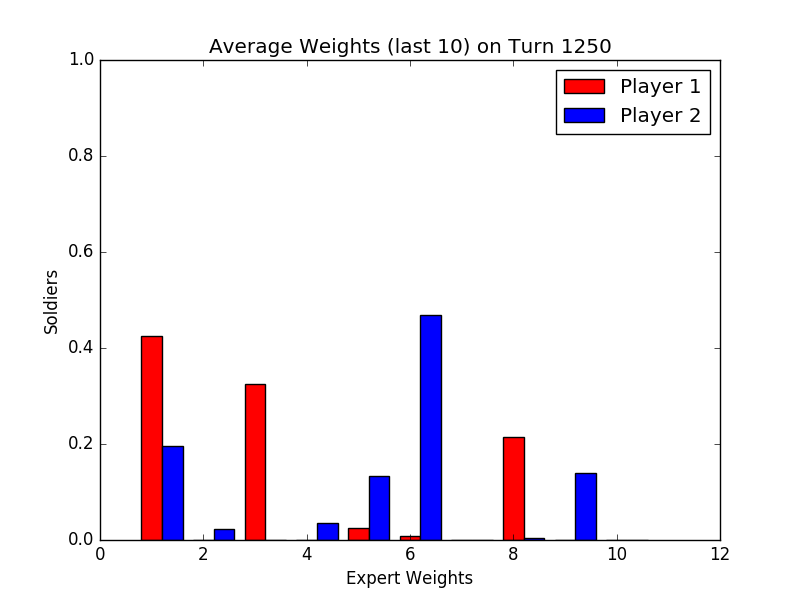 Average Weights (last 10) on Turn 1250
1.0
Player 1
Player 2
0.8
0.6
Soldiers
0.4
0.2
0.0
0 2 4 6 8 10 12
Expert Weights